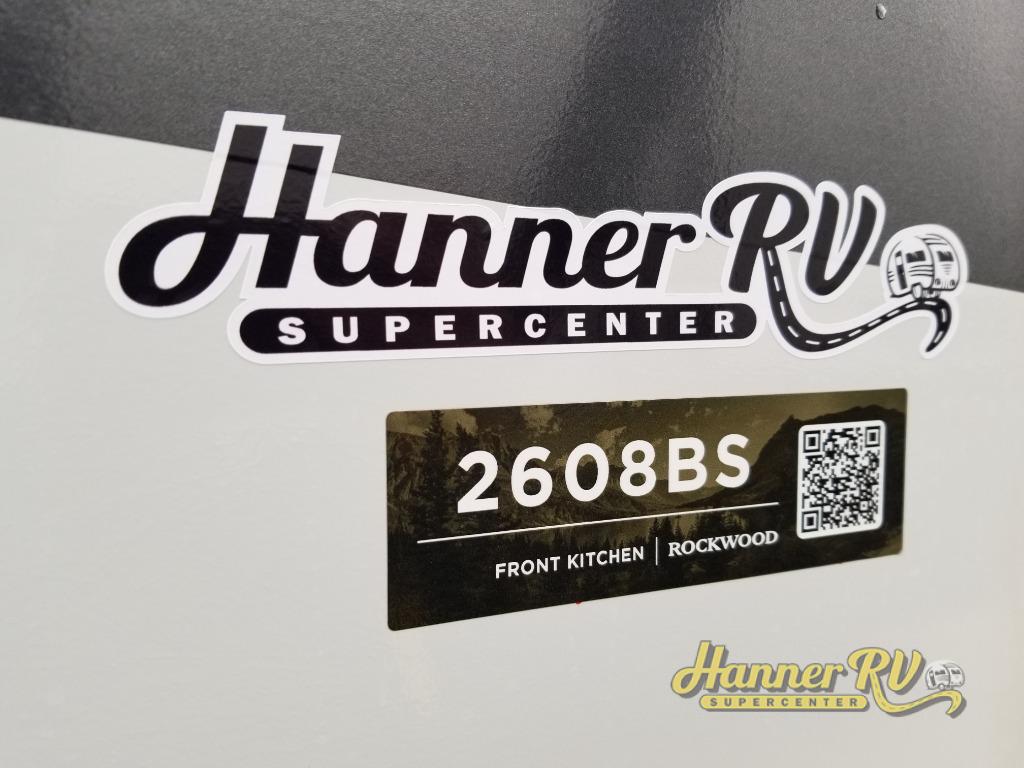 Hanner RV
SUPERCENTER
2608BS
FRONT KITCHEN | ROCKWOOD
Hanner RV
SUPERCENTER